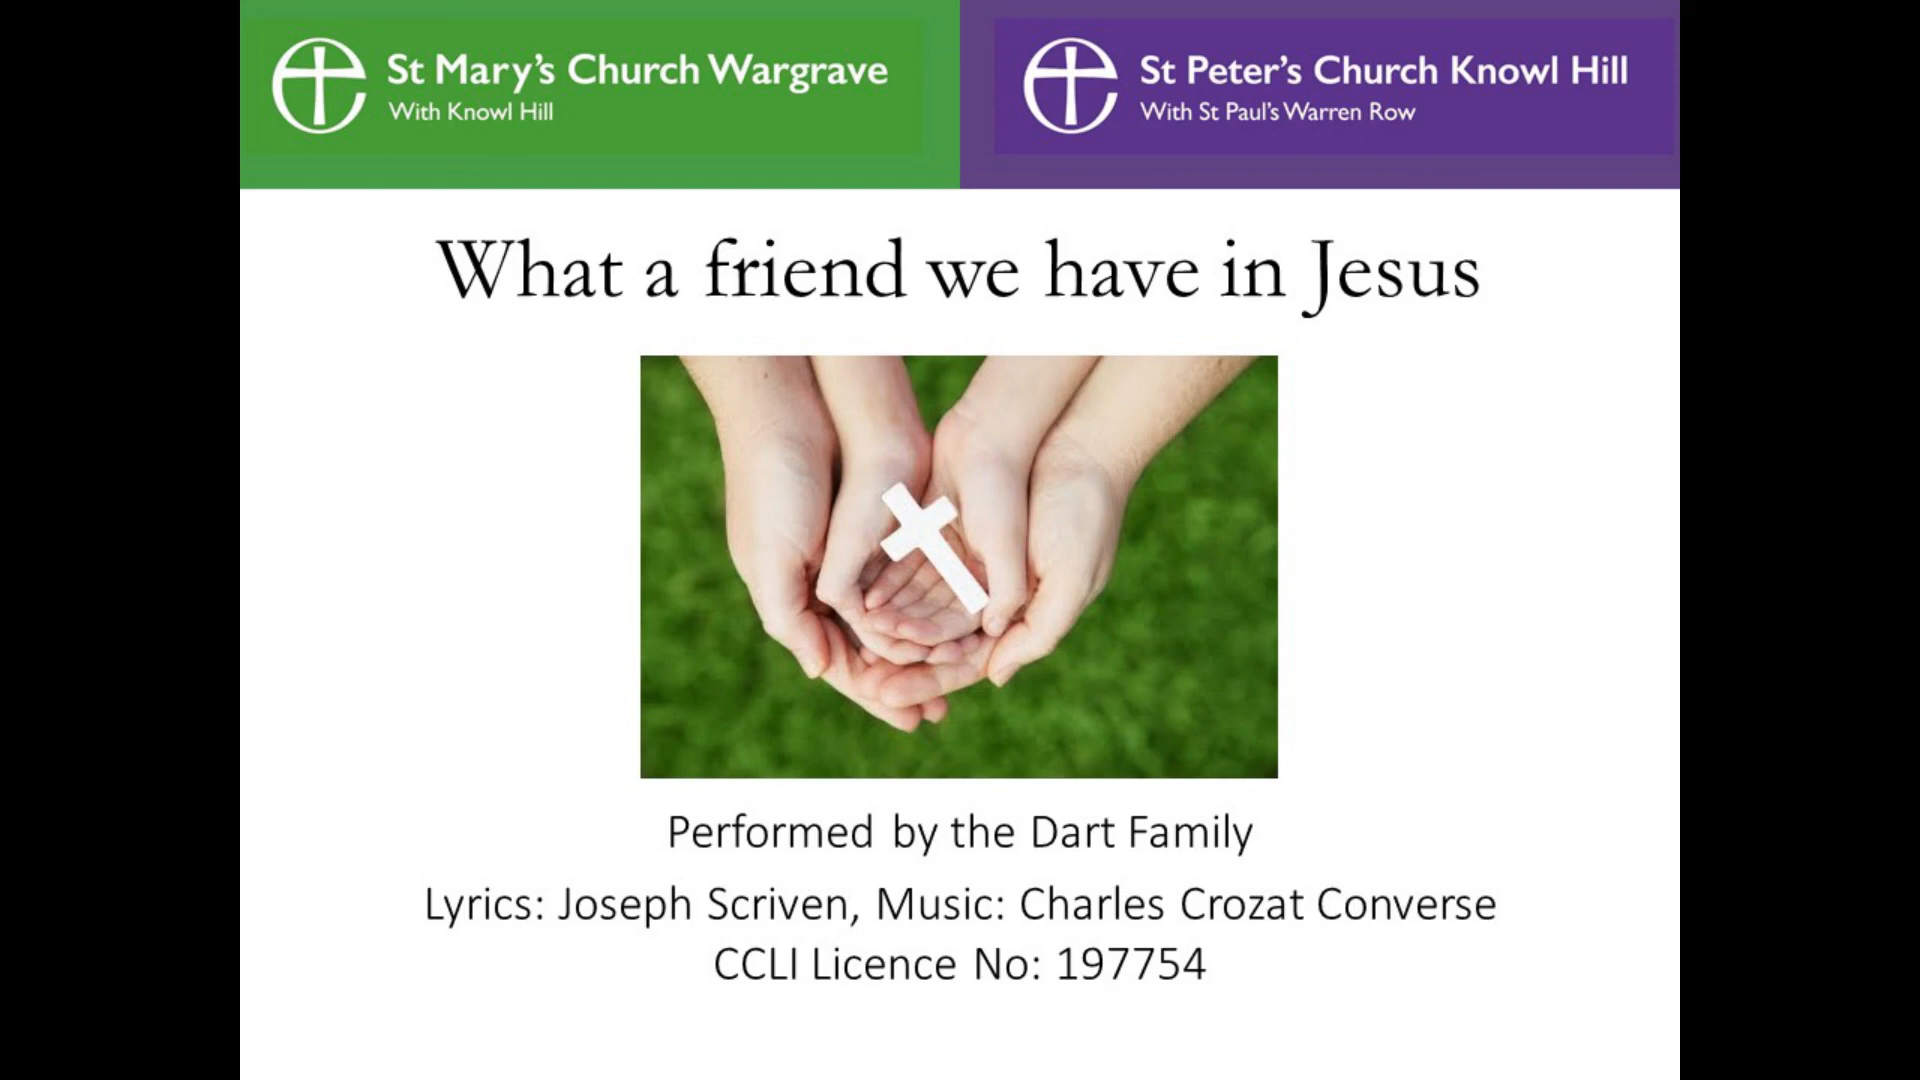 St Mary's Church Wargrave
With Knowl Hill
St Peter's Church Knowl Hill
With St Paul's Warren Row
What a friend we have in Jesus
Performed by the Dart Family
Lyrics: Joseph Scriven, Music: Charles Crozat Converse
CCLI Licence No: 197754